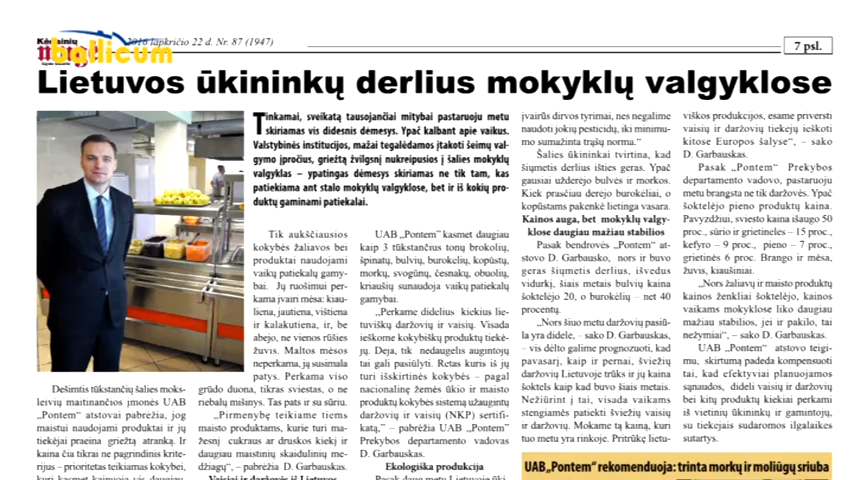 Kėdainių
mugė
balticum
2016 lapkričio 22 d. Nr. 87 (1947)
7 psl.
Lietuvos ūkininkų derlius mokyklų valgyklose
Tinkamai, sveikatą tausojančiai mitybai pastaruoju metu
skiriamas vis didesnis dėmesys. Ypač kalbant apie vaikus.
Valstybinės institucijos, mažai tegalėdamos įtakoti šeimų val-
gymo įpročius, griežtą žvilgsnį nukreipusios į šalies mokyklų
valgyklas – ypatingas dėmesys skiriamas ne tik tam, kas
patiekiama ant stalo mokyklų valgyklose, bet ir iš kokių pro-
duktų gaminami patiekalai.
Tik aukščiausios
kokybės žaliavos bei
produktai naudojami
vaikų patiekalų gamy-
bai. Jų ruošimui per-
kama įvairi mėsa: kiau-
liena, jautiena, vištiena
ir kalakutiena, ir, be
abejo, ne vienos rūšies
žuvis. Maltos mėsos
neperkama, ją susimala
patys. Perkama viso
Dešimtis tūkstančių šalies moks-
leivių maitinančios įmonės UAB
„Pontem“ atstovai pabrėžia, jog
maistui naudojami produktai ir jų
tiekėjai praeina griežtą atranką. Ir
kaina čia tikrai ne pagrindinis krite-
rijus – prioritetas teikiamas kokybei,
kuri kasmet kainuoja vis daugiau.
grūdo duona, tikras sviestas, o ne
riebalų mišinys. Tas pats ir su sūriu.
„Pirmenybę teikiame tiems
maisto produktams, kurie turi ma-
žesnį cukraus ar druskos kiekį ir
daugiau maistinių skaidulinių me-
džiagų“, – pabrėžia D. Garbauskas.
Vaisiai ir daržovės iš Lietuvos
UAB „Pontem“ kasmet daugiau
kaip 3 tūkstančius tonų brokolių,
špinatų, bulvių, burokėlių, kopūstų,
morkų, svogūnų, česnakų, obuolių,
kriaušių sunaudoja vaikų patiekalų
gamybai.
„Perkame didelius kiekius lie-
tuviškų daržovių ir vaisių. Visada
ieškome kokybiškų produktų tiekė-
jų. Deja, tik nedaugelis augintojų
tai gali pasiūlyti. Retas kuris iš jų
turi išskirtinės kokybės – pagal
nacionalinę žemės ūkio ir maisto
produktų kokybės sistemą užaugintų
daržovių ir vaisių (NKP) sertifi-
katą,“ – pabrėžia UAB „Pontem“
Prekybos departamento vadovas
D. Garbauskas.
Ekologiška produkcija
Pasak daug metų Lietuvoje ūki-
įvairūs dirvos tyrimai, nes negalime
naudoti jokių pesticidų, iki minimu-
mo sumažinta trąšų norma.“
Šalies ūkininkai tvirtina, kad
šiųmetis derlius išties geras. Ypač
gausiai užderėjo bulvės ir morkos.
Kiek prasčiau derėjo burokėliai, o
kopūstams pakenkė lietinga vasara.
Kainos auga, bet mokyklų valgy-
klose daugiau mažiau stabilios
Pasak bendrovės „Pontem“ at-
stovo D. Garbausko, nors ir buvo
geras šiųmetis derlius, išvedus
vidurkį, šiais metais bulvių kaina
šoktelėjo 20, o burokėlių – net 40
procentų.
„Nors šiuo metu daržovių pasiū-
la yra didelė, – sako D. Garbauskas,
– vis dėlto galime prognozuoti, kad
pavasarį, kaip ir pernai, šviežių
daržovių Lietuvoje trūks ir jų kaina
šoktels kaip kad buvo šiais metais.
Nežiūrint į tai, visada vaikams
stengiamės patiekti šviežių vaisių
ir daržovių. Mokame tą kainą, kuri
tuo metu yra rinkoje. Pritrūkę lietu-
viškos produkcijos, esame priversti
vaisių ir daržovių tiekėjų ieškoti
kitose Europos šalyse“, – sako
D. Garbauskas.
Pasak „Pontem“ Prekybos
departamento vadovo, pastaruoju
metu brangsta ne tik daržovės. Ypač
šoktelėjo pieno produktų kaina.
Pavyzdžiui, sviesto kaina išaugo 50
proc., sūrio ir grietinėlės – 15 proc.,
kefyro – 9 proc., pieno – 7 proc.,
grietinės 6 proc. Brango ir mėsa,
žuvis, kiaušiniai.
„Nors žaliavų ir maisto produktų
kainos ženkliai šoktelėjo, kainos
vaikams mokyklose liko daugiau
mažiau stabilios, jei ir pakilo, tai
nežymiai“, – sako D. Garbauskas.
UAB „Pontem“ atstovo teigi-
mu, skirtumą padeda kompensuoti
tai, kad efektyviai planuojamos
sąnaudos, dideli vaisių ir daržovių
bei kitų produktų kiekiai perkami
iš vietinių ūkininkų ir gamintojų,
su tiekėjais sudaromos ilgalaikės
sutartys.
UAB „Pontem“ rekomenduoja: trinta morkų ir moliūgų sriuba